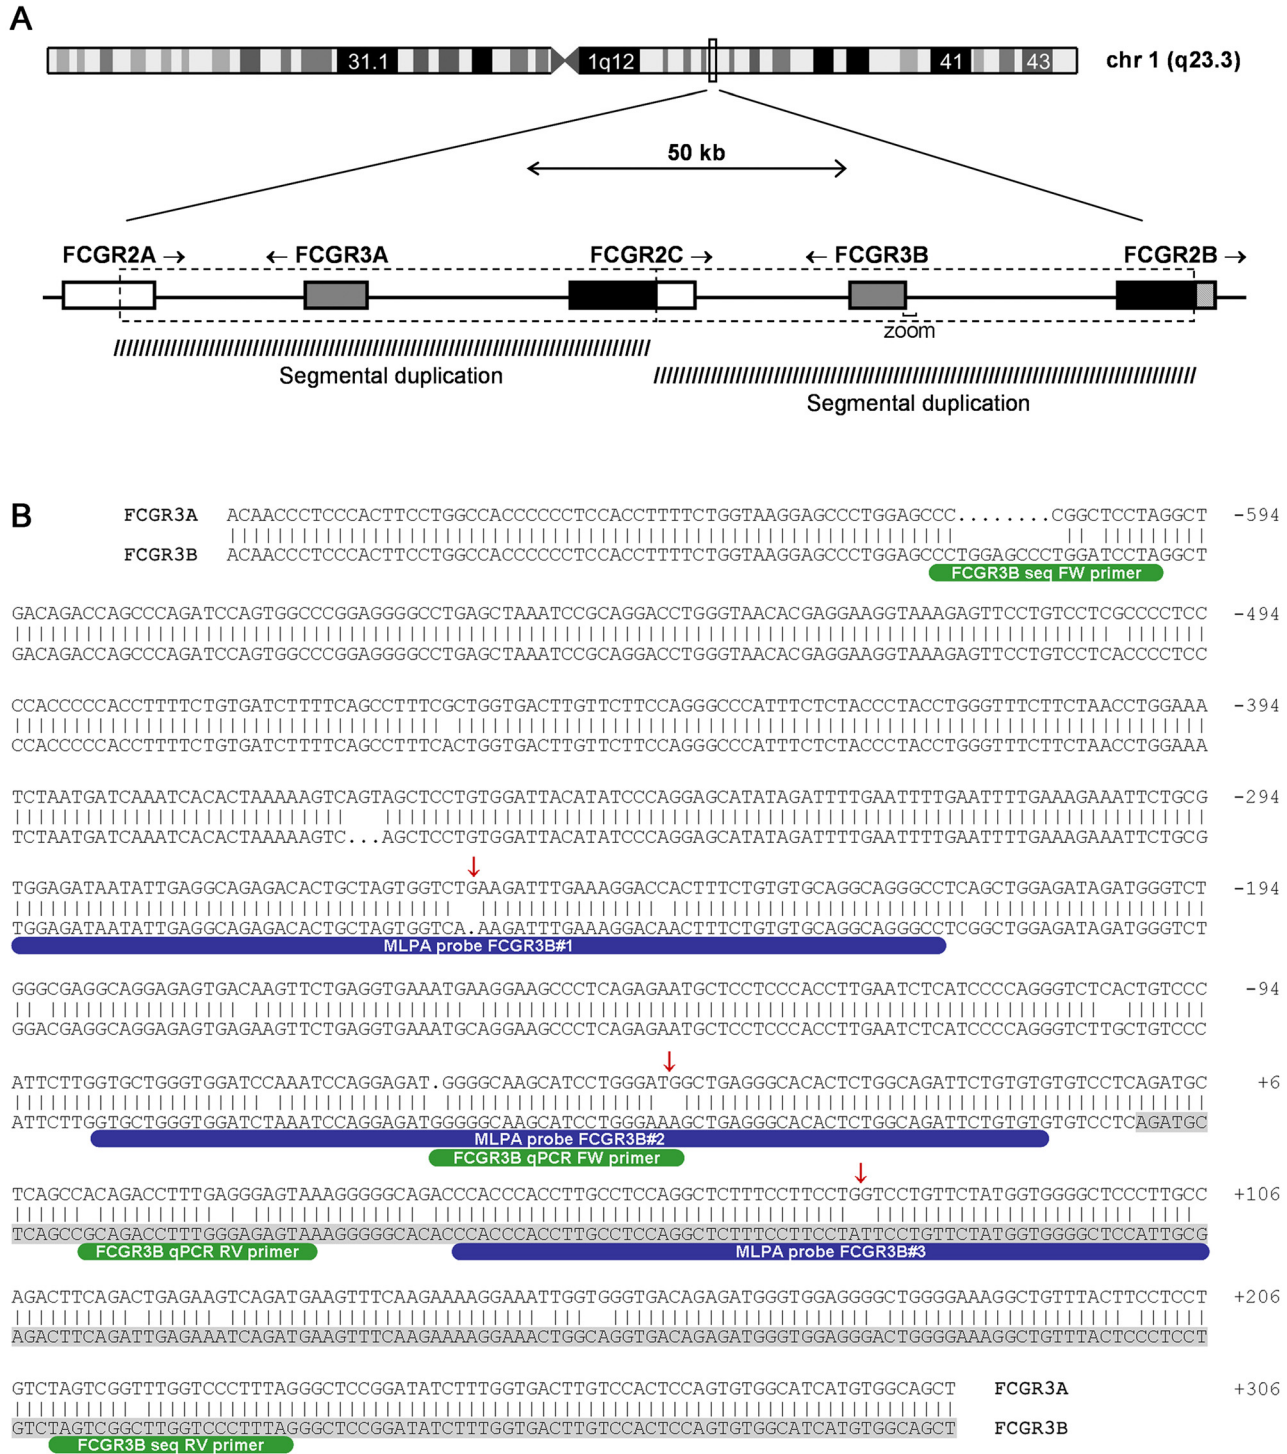 A
31.1
1q12
41
43
chr 1 (q23.3)
50 kb
FCGR2A →
← FCGR3A
FCGR2C →
← FCGR3B
FCGR2B →
zoom
Segmental duplication
Segmental duplication
B
FCGR3A ACAACCCTCCCACTTCCTGGCCACCCCCCTCCACCTTTTCTGGTAAGGAGCCCTGGAGCCC........CGGCTCCTAGGCT -594
FCGR3B ACAACCCTCCCACTTCCTGGCCACCCCCCTCCACCTTTTCTGGTAAGGAGCCCTGGAGCCCTGGAGCCCTGGATCCTAGGCT
FCGR3B seq FW primer
GACAGACCAGCCCAGATCCAGTGGCCCGGAGGGGCCTGAGCTAAATCCGCAGGACCTGGGTAACACGAGGAAGGTAAAGAGTTCCTGTCCTCGCCCCTCC -494
GACAGACCAGCCCAGATCCAGTGGCCCGGAGGGGCCTGAGCTAAATCCGCAGGACCTGGGTAACACGAGGAAGGTAAAGAGTTCCTGTCCTCACCCCTCC
CCACCCCCACCTTTTCTGTGATCTTTTCAGCCTTTCGCTGGTGACTTGTTCTTCCAGGGCCCATTTCTCTACCCTACCTGGGTTTCTTCTAACCTGGAAA -394
CCACCCCCACCTTTTCTGTGATCTTTTCAGCCTTTCACTGGTGACTTGTTCTTCCAGGGCCCATTTCTCTACCCTACCTGGGTTTCTTCTAACCTGGAAA
TCTAATGATCAAATCACACTAAAAAGTCAGTAGCTCCTGTGGATTACATATCCCAGGAGCATATAGATTTTGAATTTTGAATTTTGAAAGAAATTCTGCG -294
TCTAATGATCAAATCACACTAAAAAGTC...AGCTCCTGTGGATTACATATCCCAGGAGCATATAGATTTTGAATTTTGAATTTTGAAAGAAATTCTGCG
↓
TGGAGATAATATTGAGGCAGAGACACTGCTAGTGGTCTGAAGATTTGAAAGGACCACTTTCTGTGTGCAGGCAGGGCCTCAGCTGGAGATAGATGGGTCT -194
TGGAGATAATATTGAGGCAGAGACACTGCTAGTGGTCA.AAGATTTGAAAGGACAACTTTCTGTGTGCAGGCAGGGCCTCGGCTGGAGATAGATGGGTCT
MLPA probe FCGR3B#1
GGGCGAGGCAGGAGAGTGACAAGTTCTGAGGTGAAATGAAGGAAGCCCTCAGAGAATGCTCCTCCCACCTTGAATCTCATCCCCAGGGTCTCACTGTCCC -94
GGACGAGGCAGGAGAGTGAGAAGTTCTGAGGTGAAATGCAGGAAGCCCTCAGAGAATGCTCCTCCCACCTTGAATCTCATCCCCAGGGTCTTGCTGTCCC
↓
ATTCTTGGTGCTGGGTGGATCCAAATCCAGGAGAT.GGGGCAAGCATCCTGGGATGGCTGAGGGCACACTCTGGCAGATTCTGTGTGTGTCCTCAGATGC +6
ATTCTTGGTGCTGGGTGGATCTAAATCCAGGAGATGGGGGCAAGCATCCTGGGAAAGCTGAGGGCACACTCTGGCAGATTCTGTGTGTGTCCTCAGATGC
MLPA probe FCGR3B#2
FCGR3B qPCR FW primer
↓
TCAGCCACAGACCTTTGAGGGAGTAAAGGGGGCAGACCCACCCACCTTGCCTCCAGGCTCTTTCCTTCCTGGTCCTGTTCTATGGTGGGGCTCCCTTGCC +106
TCAGCCGCAGACCTTTGGGAGAGTAAAGGGGGCACACCCACCCACCTTGCCTCCAGGCTCTTTCCTTCCTATTCCTGTTCTATGGTGGGGCTCCATTGCG
FCGR3B qPCR RV primer
MLPA probe FCGR3B#3
AGACTTCAGACTGAGAAGTCAGATGAAGTTTCAAGAAAAGGAAATTGGTGGGTGACAGAGATGGGTGGAGGGGCTGGGGAAAGGCTGTTTACTTCCTCCT +206
AGACTTCAGATTGAGAAATCAGATGAAGTTTCAAGAAAAGGAAACTGGCAGGTGACAGAGATGGGTGGAGGGACTGGGGAAAGGCTGTTTACTCCCTCCT
GTCTAGTCGGTTTGGTCCCTTTAGGGCTCCGGATATCTTTGGTGACTTGTCCACTCCAGTGTGGCATCATGTGGCAGCT FCGR3A +306
GTCTAGTCGGCTTGGTCCCTTTAGGGCTCCGGATATCTTTGGTGACTTGTCCACTCCAGTGTGGCATCATGTGGCAGCT FCGR3B
FCGR3B seq RV primer